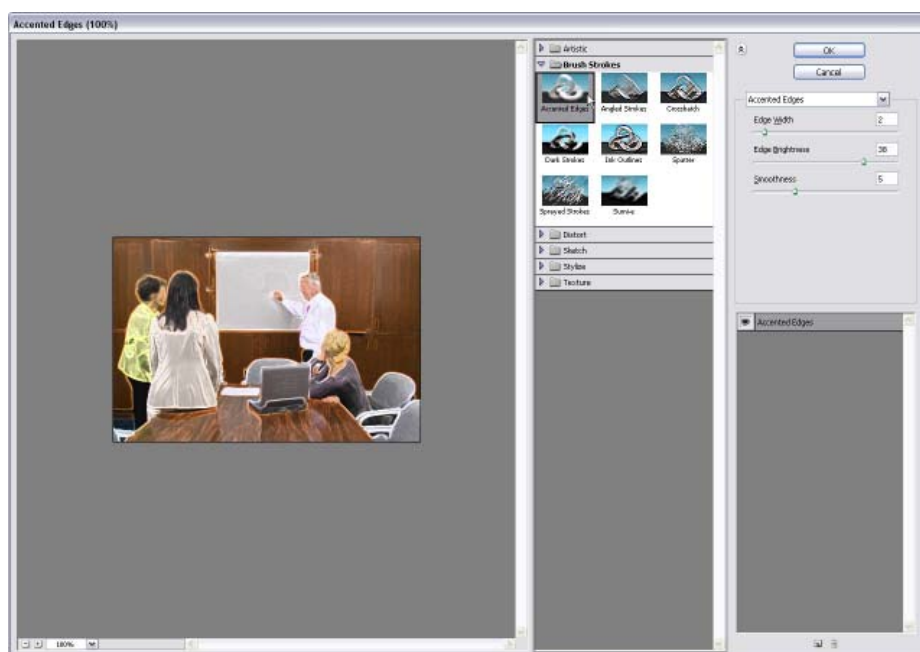 Accented Edges (100%)
Artistic
Brush Strokes
Accented Edges
Angled Strokes
Crosshatch
Dark Strokes
Ink Outlines
Spatter
Sprayed Strokes
Sumi-e
Distort
Sketch
Stylize
Texture
OK
Cancel
Accented Edges
Edge Width 2
Edge Brightness 38
Smoothness 5
Accented Edges
100%